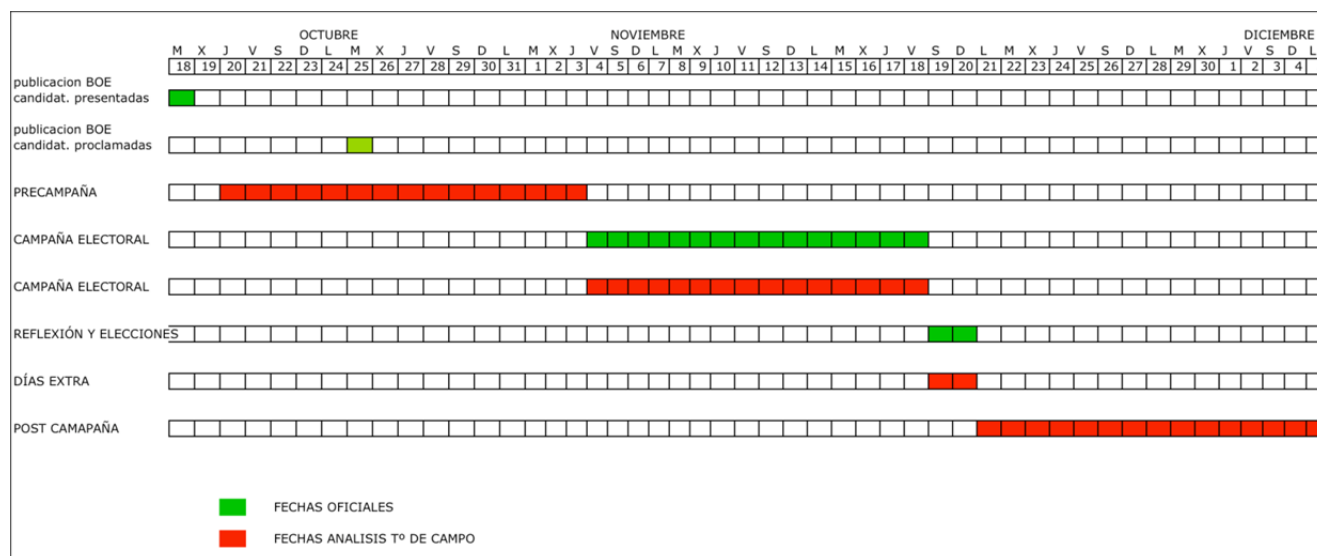 OCTUBRE NOVIEMBRE DICIEMBRE
M X J V S D L M X J V S D L M X J V S D L M X J V S D L M X J V S D L M X J V S D L M X J V S D L
18 19 20 21 22 23 24 25 26 27 28 29 30 31 1 2 3 4 5 6 7 8 9 10 11 12 13 14 15 16 17 18 19 20 21 22 23 24 25 26 27 28 29 30 1 2 3 4
publicacion BOE
candidat. presentadas
publicacion BOE
candidat. proclamadas
PRECAMPAÑA
CAMPAÑA ELECTORAL
CAMPAÑA ELECTORAL
REFLEXIÓN Y ELECCIONES
DÍAS EXTRA
POST CAMAPAÑA
FECHAS OFICIALES
FECHAS ANALISIS Tº DE CAMPO